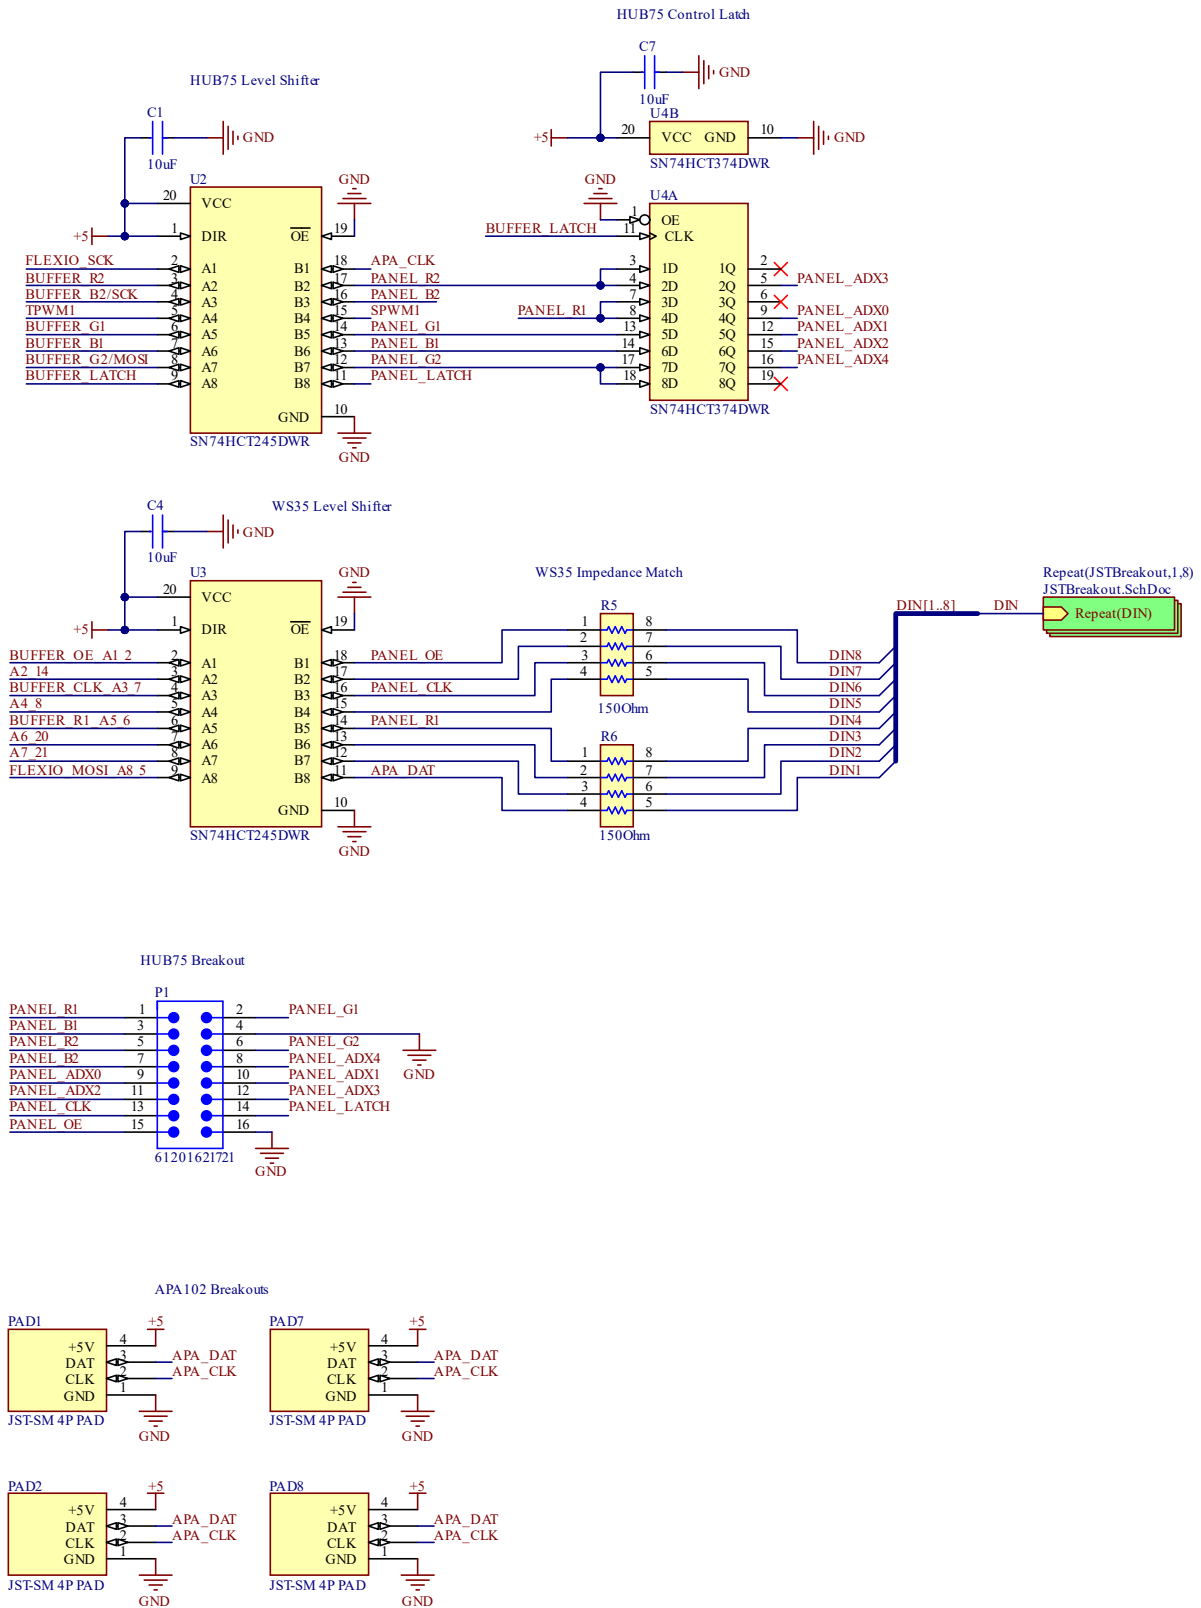 HUB75 Control Latch
C7
GND
10uF
U4B
+5
20
VCC
GND
10
GND
SN74HCT374DWR
HUB75 Level Shifter
C1
GND
10uF
U2
20
VCC
+5
1
DIR
OE
19
GND
FLEXIO_SCK
2
A1
B1
18
APA_CLK
BUFFER_R2
3
A2
B2
17
PANEL_R2
BUFFER_B2/SCK
4
A3
B3
16
PANEL_B2
TPWM1
5
A4
B4
15
SPWM1
BUFFER_G1
6
A5
B5
14
PANEL_G1
BUFFER_B1
7
A6
B6
13
PANEL_B1
BUFFER_G2/MOSI
8
A7
B7
12
PANEL_G2
BUFFER_LATCH
9
A8
B8
11
PANEL_LATCH
GND
10
GND
SN74HCT245DWR
GND
U4A
1
OE
BUFFER_LATCH
11
CLK
3
1D
1Q
2
4
2D
2Q
5
PANEL_ADX3
7
3D
3Q
6
PANEL_R1
8
4D
4Q
9
PANEL_ADX0
13
5D
5Q
12
PANEL_ADX1
14
6D
6Q
15
PANEL_ADX2
17
7D
7Q
16
PANEL_ADX4
18
8D
8Q
19
SN74HCT374DWR
WS35 Level Shifter
C4
GND
10uF
U3
20
VCC
+5
1
DIR
OE
19
GND
BUFFER_OE_A1_2
2
A1
B1
18
PANEL_OE
A2_14
3
A2
B2
17
BUFFER_CLK_A3_7
4
A3
B3
16
PANEL_CLK
A4_8
5
A4
B4
15
BUFFER_R1_A5_6
6
A5
B5
14
PANEL_R1
A6_20
7
A6
B6
13
A7_21
8
A7
B7
12
FLEXIO_MOSI_A8_5
9
A8
B8
11
APA_DAT
GND
10
GND
SN74HCT245DWR
WS35 Impedance Match
R5
1
8
2
7
3
6
4
5
150Ohm
R6
1
8
2
7
3
6
4
5
150Ohm
DIN8
DIN7
DIN6
DIN5
DIN4
DIN3
DIN2
DIN1
DIN[1..8]
DIN
Repeat(JSTBreakout,1,8)
JSTBreakout.SchDoc
Repeat(DIN)
HUB75 Breakout
P1
PANEL_R1
1
2
PANEL_G1
PANEL_B1
3
4
PANEL_R2
5
6
PANEL_G2
PANEL_B2
7
8
PANEL_ADX4
GND
PANEL_ADX0
9
10
PANEL_ADX1
PANEL_ADX2
11
12
PANEL_ADX3
PANEL_CLK
13
14
PANEL_LATCH
PANEL_OE
15
16
GND
61201621721
APA102 Breakouts
PAD1
+5
+5V
4
DAT
3
APA_DAT
CLK
2
APA_CLK
GND
1
JST-SM 4P PAD
GND
PAD7
+5
+5V
4
DAT
3
APA_DAT
CLK
2
APA_CLK
GND
1
JST-SM 4P PAD
GND
PAD2
+5
+5V
4
DAT
3
APA_DAT
CLK
2
APA_CLK
GND
1
JST-SM 4P PAD
GND
PAD8
+5
+5V
4
DAT
3
APA_DAT
CLK
2
APA_CLK
GND
1
JST-SM 4P PAD
GND